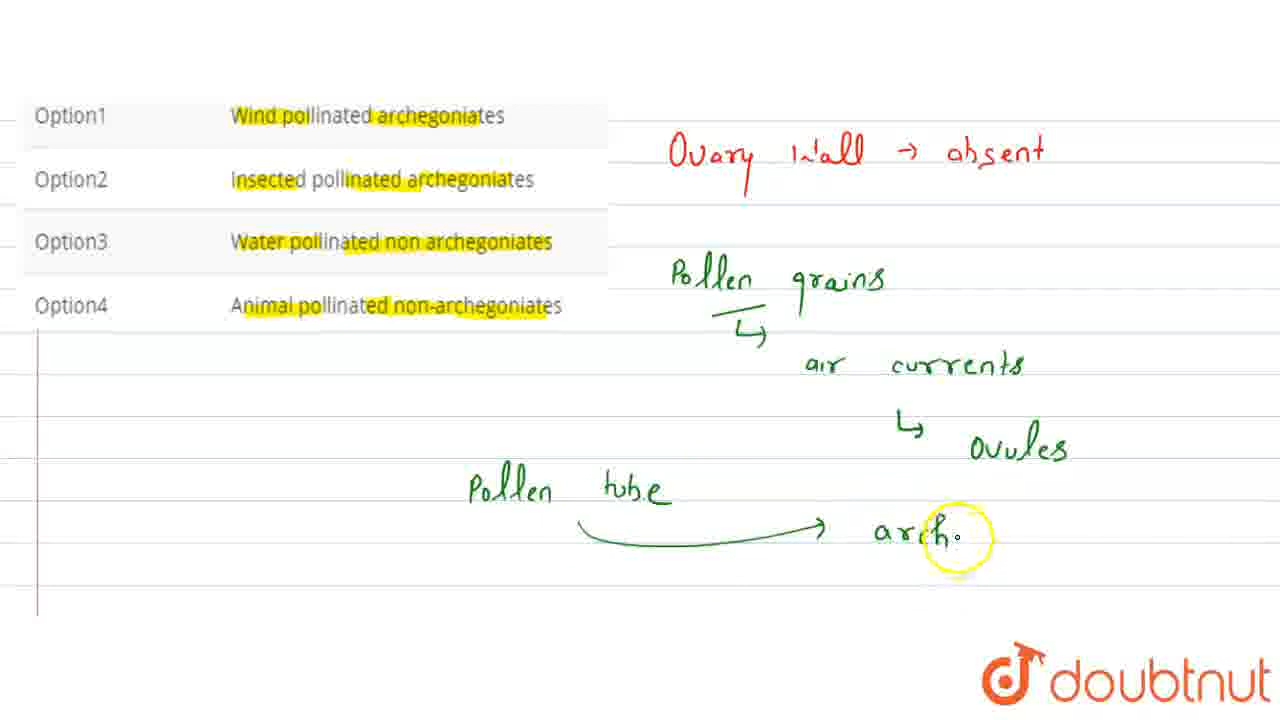 Option1 Wind pollinated archegoniates
Option2 Insected pollinated archegoniates
Option3 Water pollinated non archegoniates
Option4 Animal pollinated non-archegoniates
Ovary Wall → absent
Pollen grains
↳ air currents
↳ Ovules
Pollen tube → arch
doubtnut